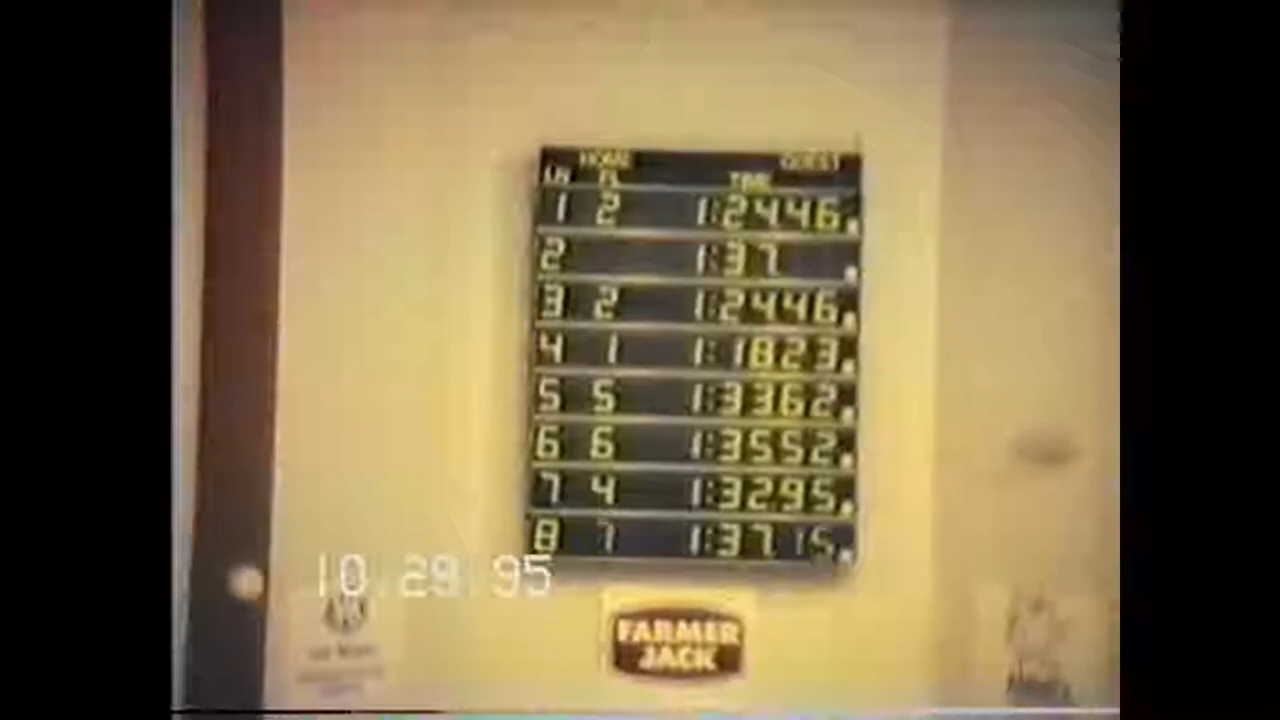 HOME GUEST
LN PL TIME
1 2 1:2446
2 1:37
3 2 1:2446
4 1 1:1823
5 5 1:3362
6 6 1:3552
7 4 1:3295
8 7 1:37 15
10 29 95
FARMER
JACK